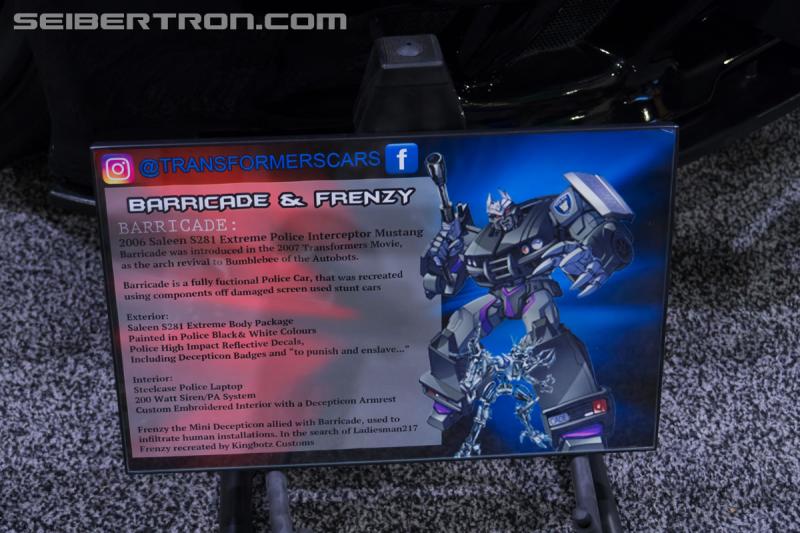 SEIBERTRON.COM
@TRANSFORMERSCARS
BARRICADE & FRENZY
BARRICADE:
2006 Saleen S281 Extreme Police Interceptor Mustang
Barricade was introduced in the 2007 Transformers Movie,
as the arch revival to Bumblebee of the Autobots.
Barricade is a fully fuctional Police Car, that was recreated
using components off damaged screen used stunt cars
Exterior:
Saleen S281 Extreme Body Package
Painted in Police Black& White Colours
Police High Impact Reflective Decals,
Including Decepticon Badges and "to punish and enslave..."
Interior:
Steelcase Police Laptop
200 Watt Siren/PA System
Custom Embroidered Interior with a Decepticon Armrest
Frenzy the Mini Decepticon allied with Barricade, used to
infiltrate human installations. In the search of Ladiesman217
Frenzy recreated by Kingbotz Customs